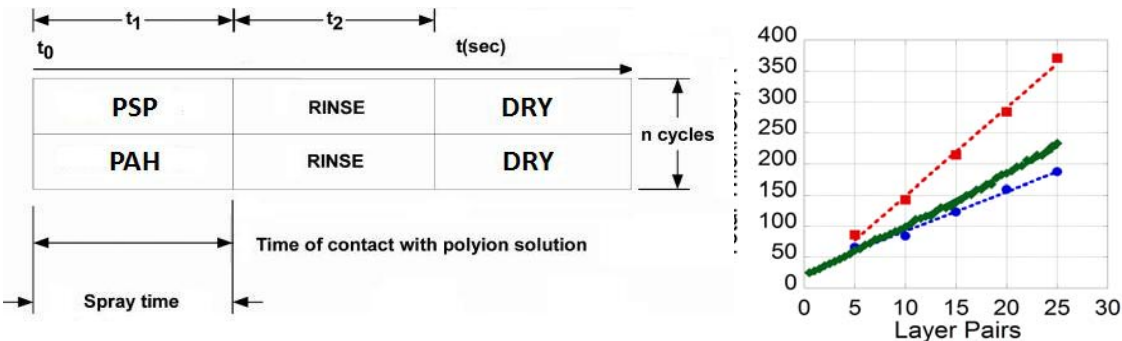 t1 t2
t0 t(sec)
PSP RINSE DRY
PAH RINSE DRY
n cycles
Time of contact with polyion solution
Spray time
400
350
300
250
200
150
100
50
0
0 5 10 15 20 25 30
Layer Pairs